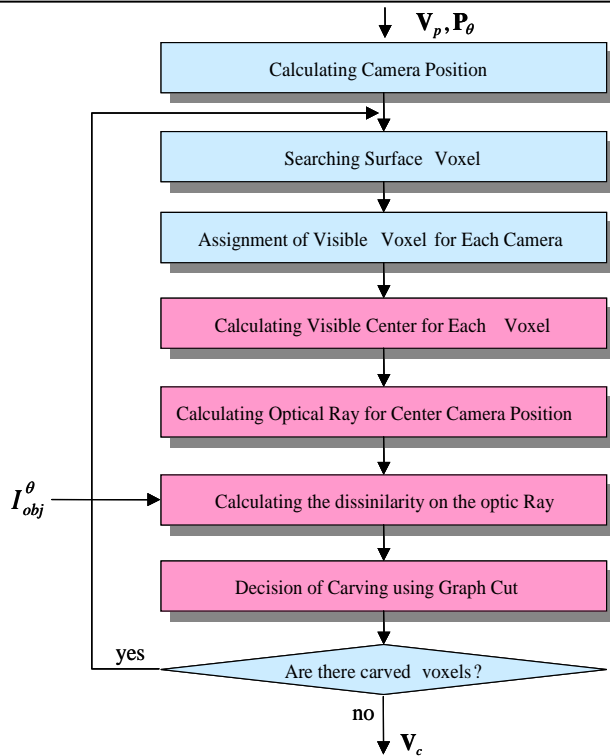 V_p, P_θ
Calculating Camera Position
Searching Surface Voxel
Assignment of Visible Voxel for Each Camera
Calculating Visible Center for Each Voxel
Calculating Optical Ray for Center Camera Position
I^θ_obj
Calculating the dissinilarity on the optic Ray
Decision of Carving using Graph Cut
yes
Are there carved voxels?
no
V_c